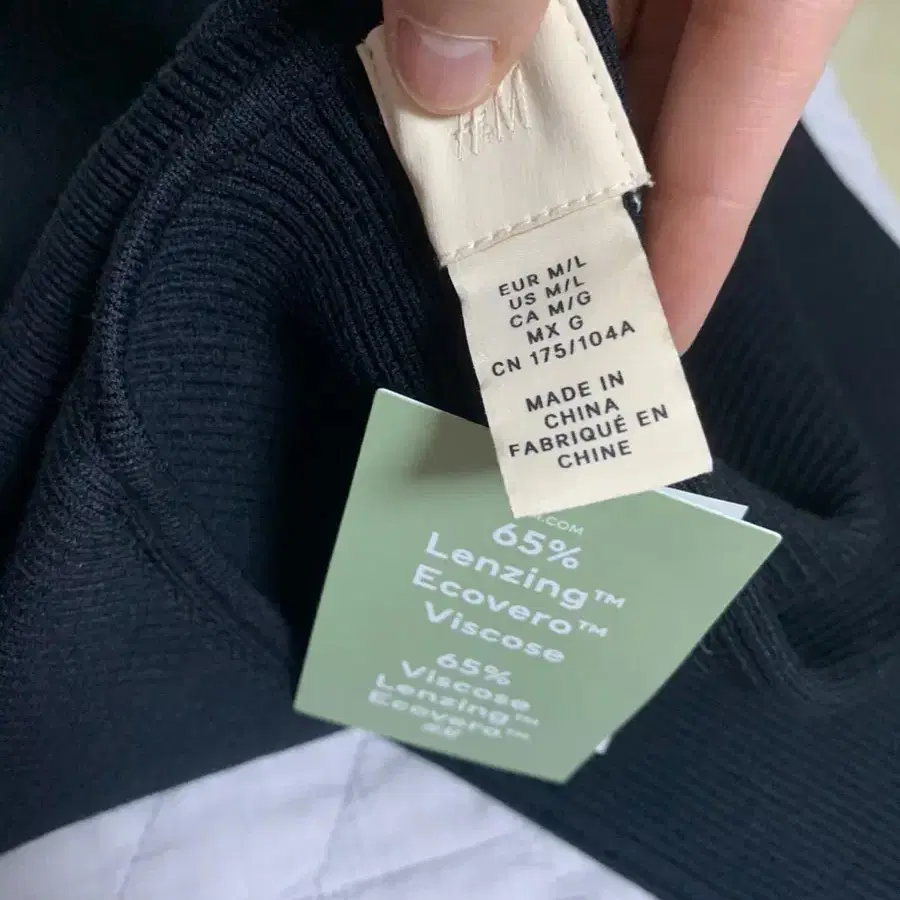 H&M
EUR M/L
US M/L
CA M/G
MX G
CN 175/104A
MADE IN
CHINA
FABRIQUÉ EN
CHINE
.COM
65%
Lenzing™
Ecovero™
Viscose
65%
Viscose
Lenzing™
Ecovero™